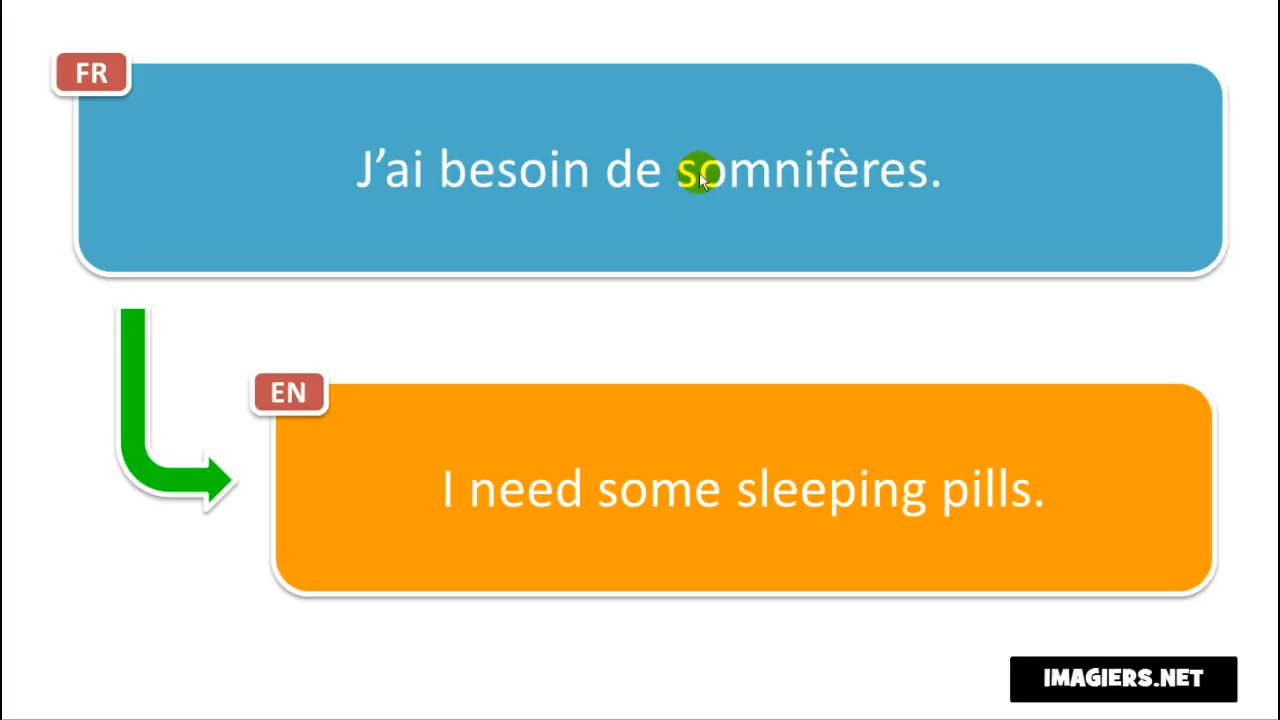 FR
J’ai besoin de somnifères.
EN
I need some sleeping pills.
IMAGIERS.NET